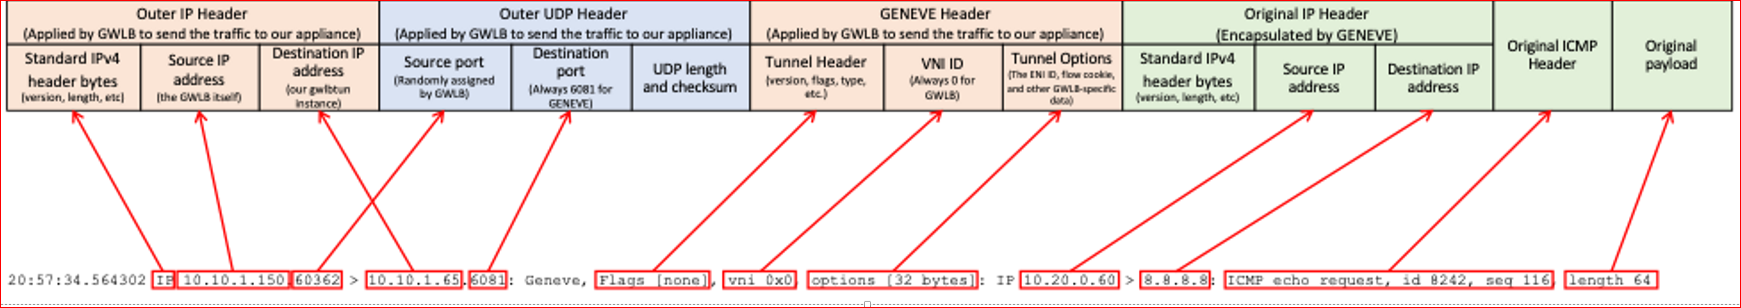 Outer IP Header
(Applied by GWLB to send the traffic to our appliance)
Standard IPv4
header bytes
(version, length, etc)
Source IP
address
(the GWLB itself)
Destination IP
address
(our gwlbtun
instance)
Outer UDP Header
(Applied by GWLB to send the traffic to our appliance)
Source port
(Randomly assigned
by GWLB)
Destination
port
(Always 6081 for
GENEVE)
UDP length
and checksum
GENEVE Header
(Applied by GWLB to send the traffic to our appliance)
Tunnel Header
(version, flags, type,
etc.)
VNI ID
(Always 0 for
GWLB)
Tunnel Options
(The ENI ID, flow cookie,
and other GWLB-specific
data)
Original IP Header
(Encapsulated by GENEVE)
Standard IPv4
header bytes
(version, length, etc)
Source IP
address
Destination IP
address
Original ICMP
Header
Original
payload
20:57:34.564302 IP 10.10.1.150.60362 > 10.10.1.65.6081: Geneve, Flags [none], vni 0x0, options [32 bytes]: IP 10.20.0.60 > 8.8.8.8: ICMP echo request, id 8242, seq 116, length 64